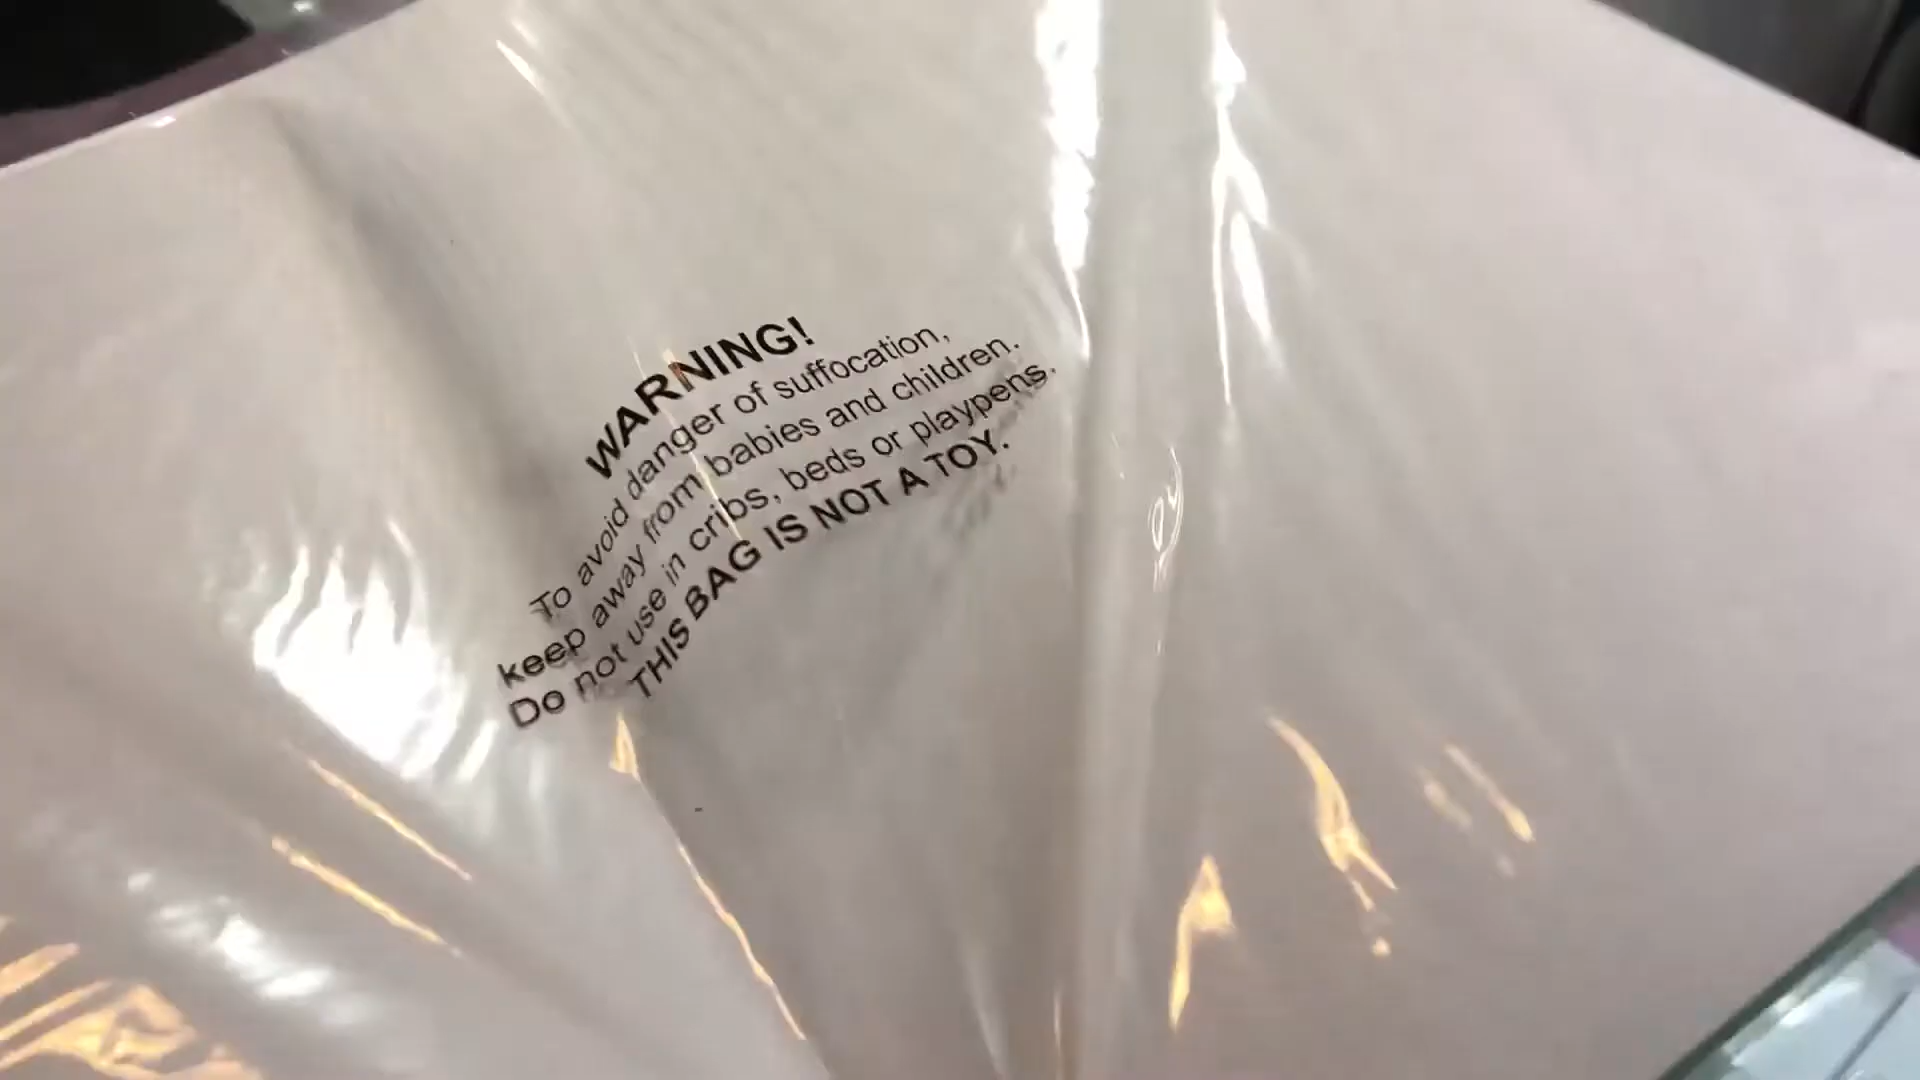 WARNING!
To avoid danger of suffocation,
keep away from babies and children.
Do not use in cribs, beds or playpens.
THIS BAG IS NOT A TOY.